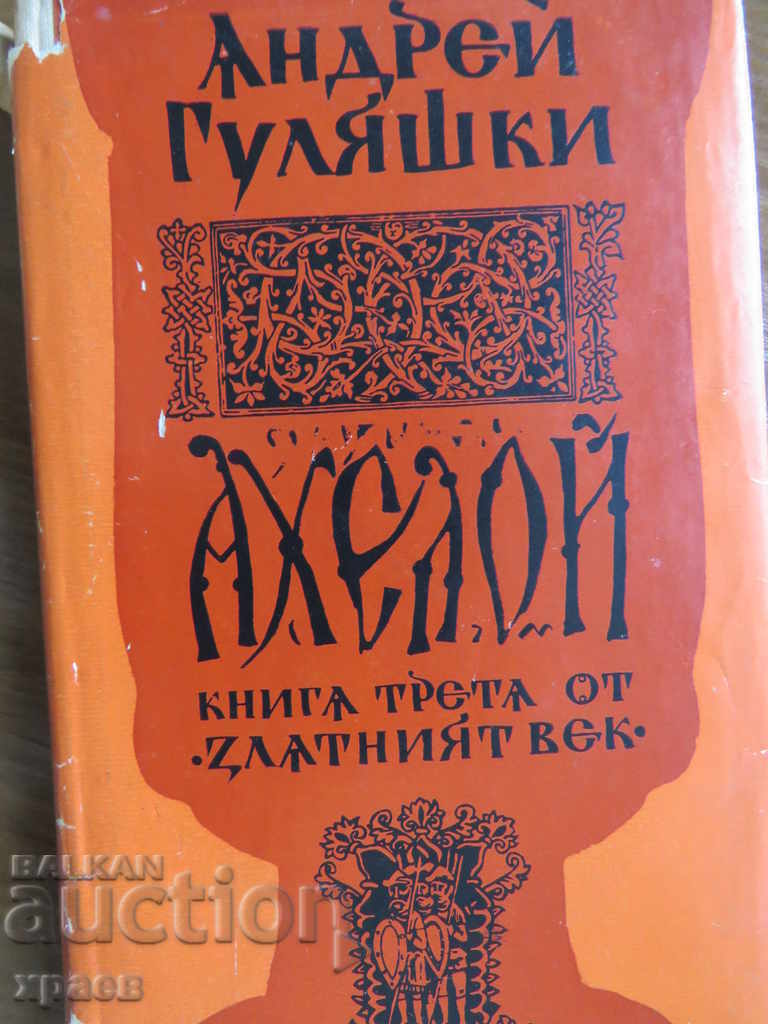 АНДРЕЙ
ГУЛЯШКИ
АХЕЛОЙ
КНИГА ТРЕТА ОТ
·ЗЛАТНИЯТ ВЕК·
BALKAN
auction
храев